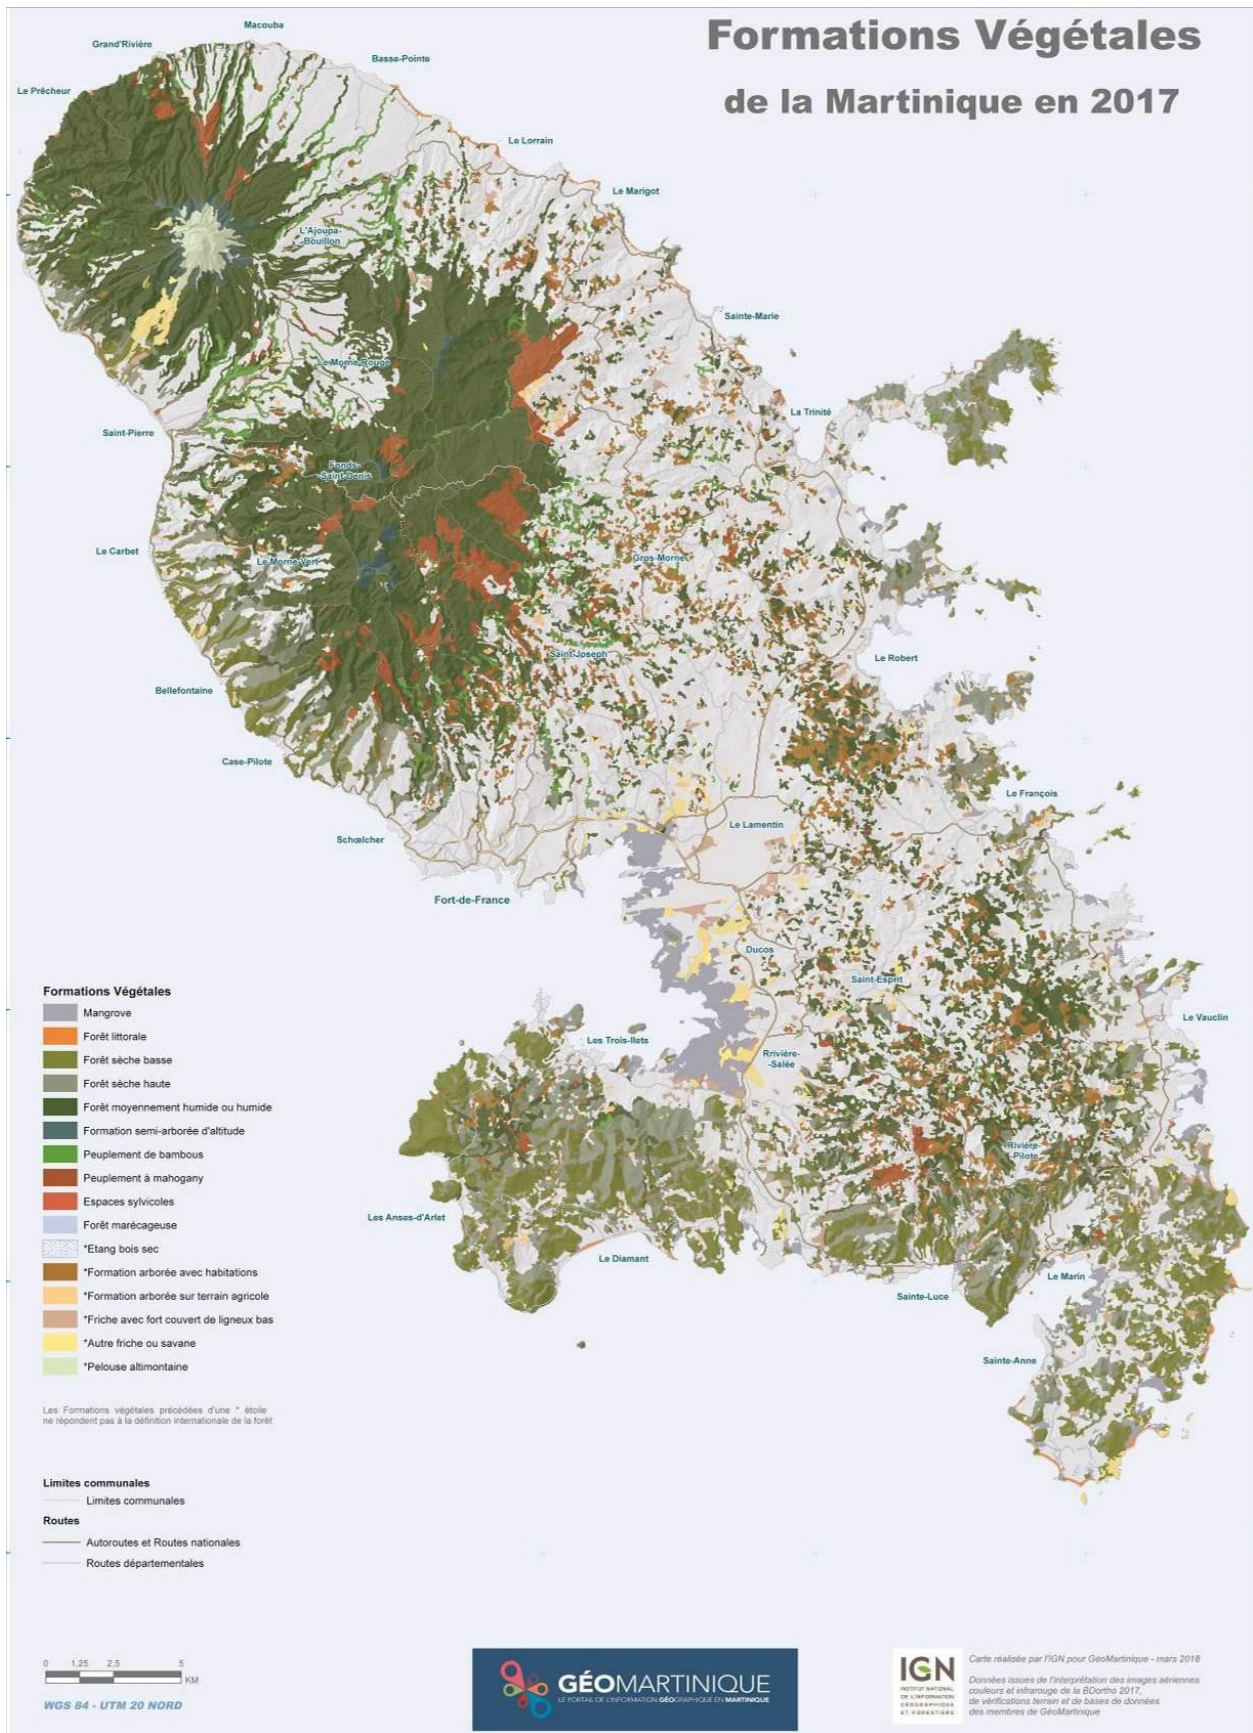 Formations Végétales
de la Martinique en 2017
Macouba
Grand'Rivière
Basse-Pointe
Le Prêcheur
Le Lorrain
Le Marigot
L'Ajoupa-
-Bouillon
Sainte-Marie
Le Morne-Rouge
La Trinité
Saint-Pierre
Fonds-
-Saint-Denis
Le Carbet
Le Morne-Vert
Gros-Morne
Saint-Joseph
Le Robert
Bellefontaine
Case-Pilote
Le François
Le Lamentin
Schœlcher
Fort-de-France
Ducos
Saint-Esprit
Le Vauclin
Les Trois-Ilets
Rrivière-
-Salée
Rivière-
-Pilote
Les Anses-d'Arlet
Le Diamant
Le Marin
Sainte-Luce
Sainte-Anne
Formations Végétales
Mangrove
Forêt littorale
Forêt sèche basse
Forêt sèche haute
Forêt moyennement humide ou humide
Formation semi-arborée d'altitude
Peuplement de bambous
Peuplement à mahogany
Espaces sylvicoles
Forêt marécageuse
*Etang bois sec
*Formation arborée avec habitations
*Formation arborée sur terrain agricole
*Friche avec fort couvert de ligneux bas
*Autre friche ou savane
*Pelouse altimontaine
Les Formations végétales précédées d'une * étoile
ne répondent pas à la définition internationale de la forêt
Limites communales
Limites communales
Routes
Autoroutes et Routes nationales
Routes départementales
0 1,25 2,5 5
KM
WGS 84 - UTM 20 NORD
GÉOMARTINIQUE
LE PORTAIL DE L'INFORMATION GÉOGRAPHIQUE EN MARTINIQUE
IGN
INSTITUT NATIONAL
DE L'INFORMATION
GÉOGRAPHIQUE
ET FORESTIÈRE
Carte réalisée par l'IGN pour GéoMartinique - mars 2018
Données issues de l'interprétation des images aériennes
couleurs et infrarouge de la BDortho 2017,
de vérifications terrain et de bases de données
des membres de GéoMartinique